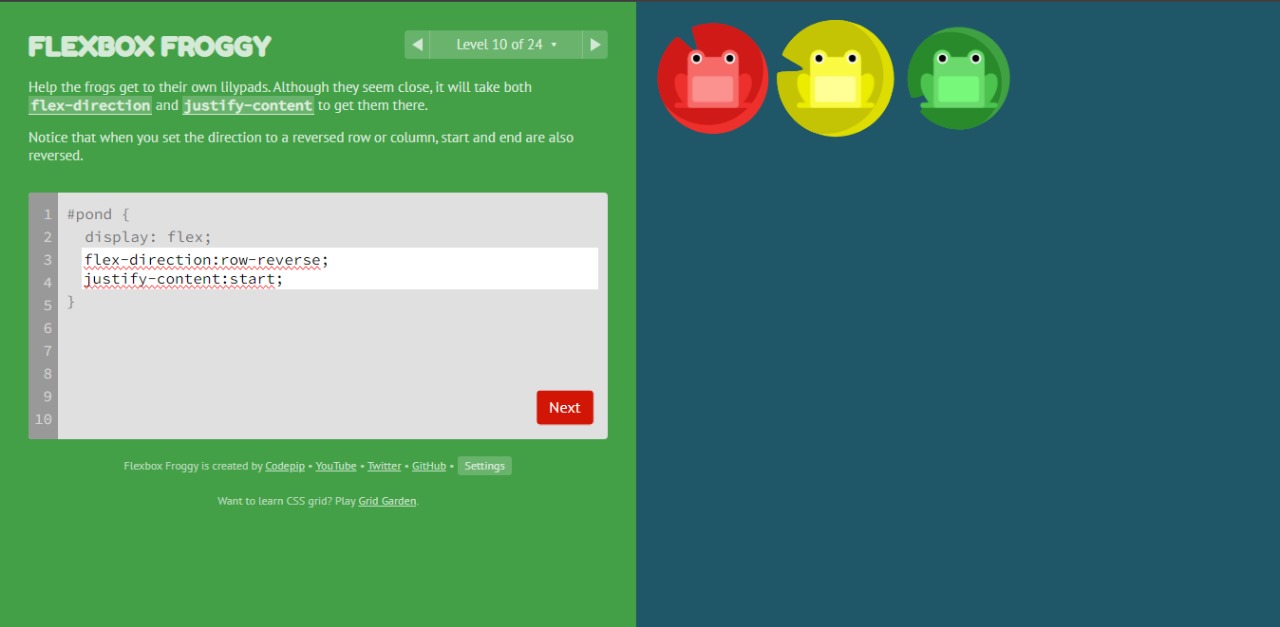 FLEXBOX FROGGY
Level 10 of 24
Help the frogs get to their own lilypads. Although they seem close, it will take both
flex-direction and justify-content to get them there.
Notice that when you set the direction to a reversed row or column, start and end are also
reversed.
1 #pond {
2 display: flex;
3 flex-direction:row-reverse;
4 justify-content:start;
5 }
6
7
8
9
10
Next
Flexbox Froggy is created by Codepip • YouTube • Twitter • GitHub • Settings
Want to learn CSS grid? Play Grid Garden.